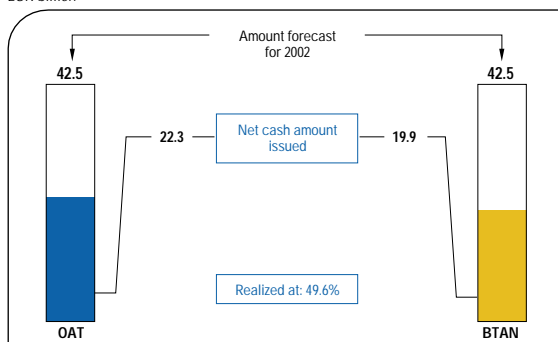 Amount forecast
for 2002
42.5
42.5
22.3
Net cash amount
issued
19.9
Realized at: 49.6%
OAT
BTAN